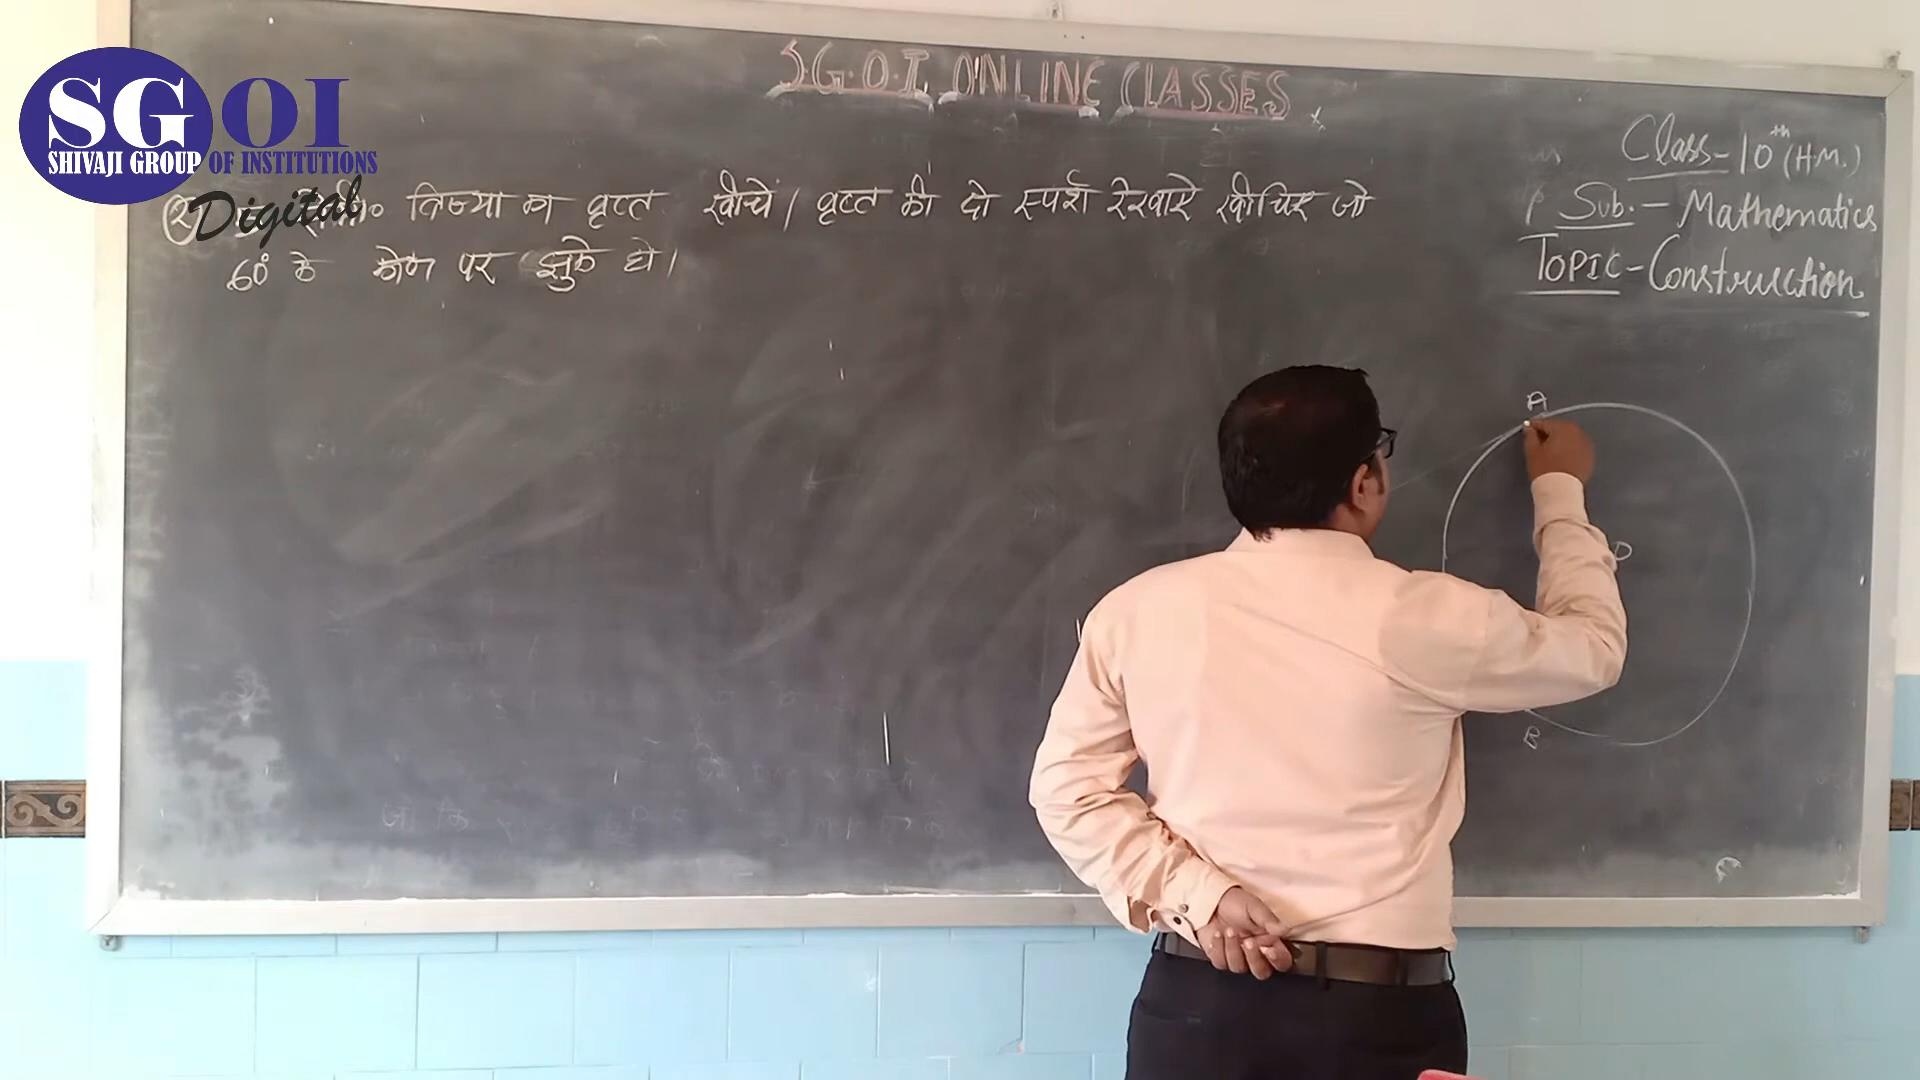 SGOI
SHIVAJI GROUP OF INSTITUTIONS
Digital
S.G.O.I. ONLINE CLASSES
Class - 10th (H.M.)
Sub. - Mathematics
TOPIC - Construction
त्रिज्या का वृत्त खीचें। वृत्त की दो स्पर्श रेखाऐ खीचिए जो
60° के कोण पर झुके हो।
A
O
B